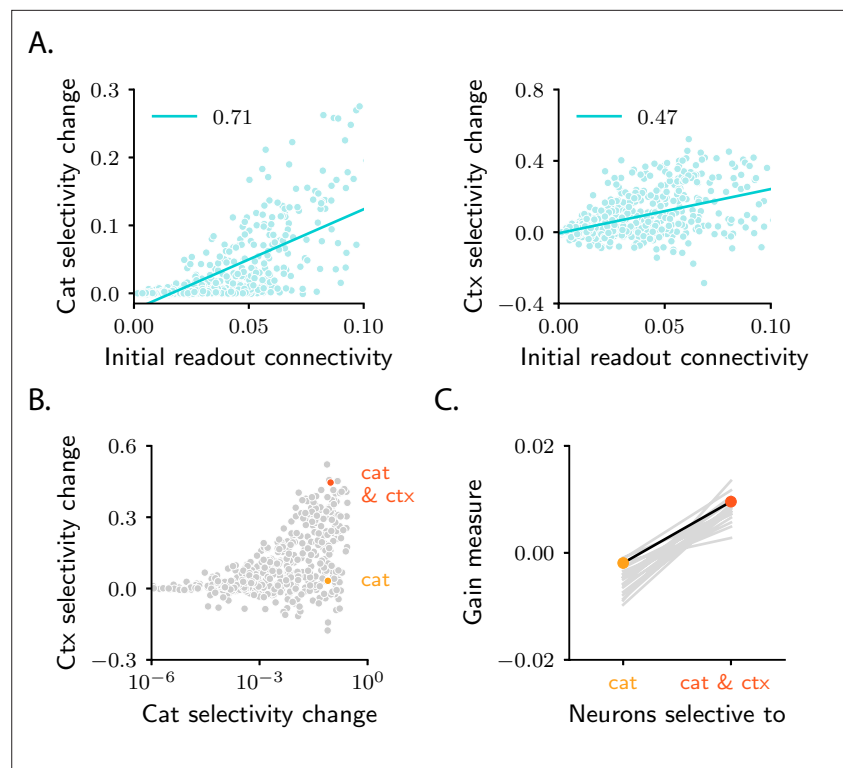 A.
Cat selectivity change
0.3
0.2
0.1
0.0
0.71
0.00
0.05
0.10
Initial readout connectivity
Ctx selectivity change
0.8
0.4
0.0
−0.4
0.47
0.00
0.05
0.10
Initial readout connectivity
B.
Ctx selectivity change
0.6
0.3
0.0
−0.3
cat
& ctx
cat
10^−6
10^−3
10^0
Cat selectivity change
C.
Gain measure
0.02
0.00
−0.02
cat
cat & ctx
Neurons selective to